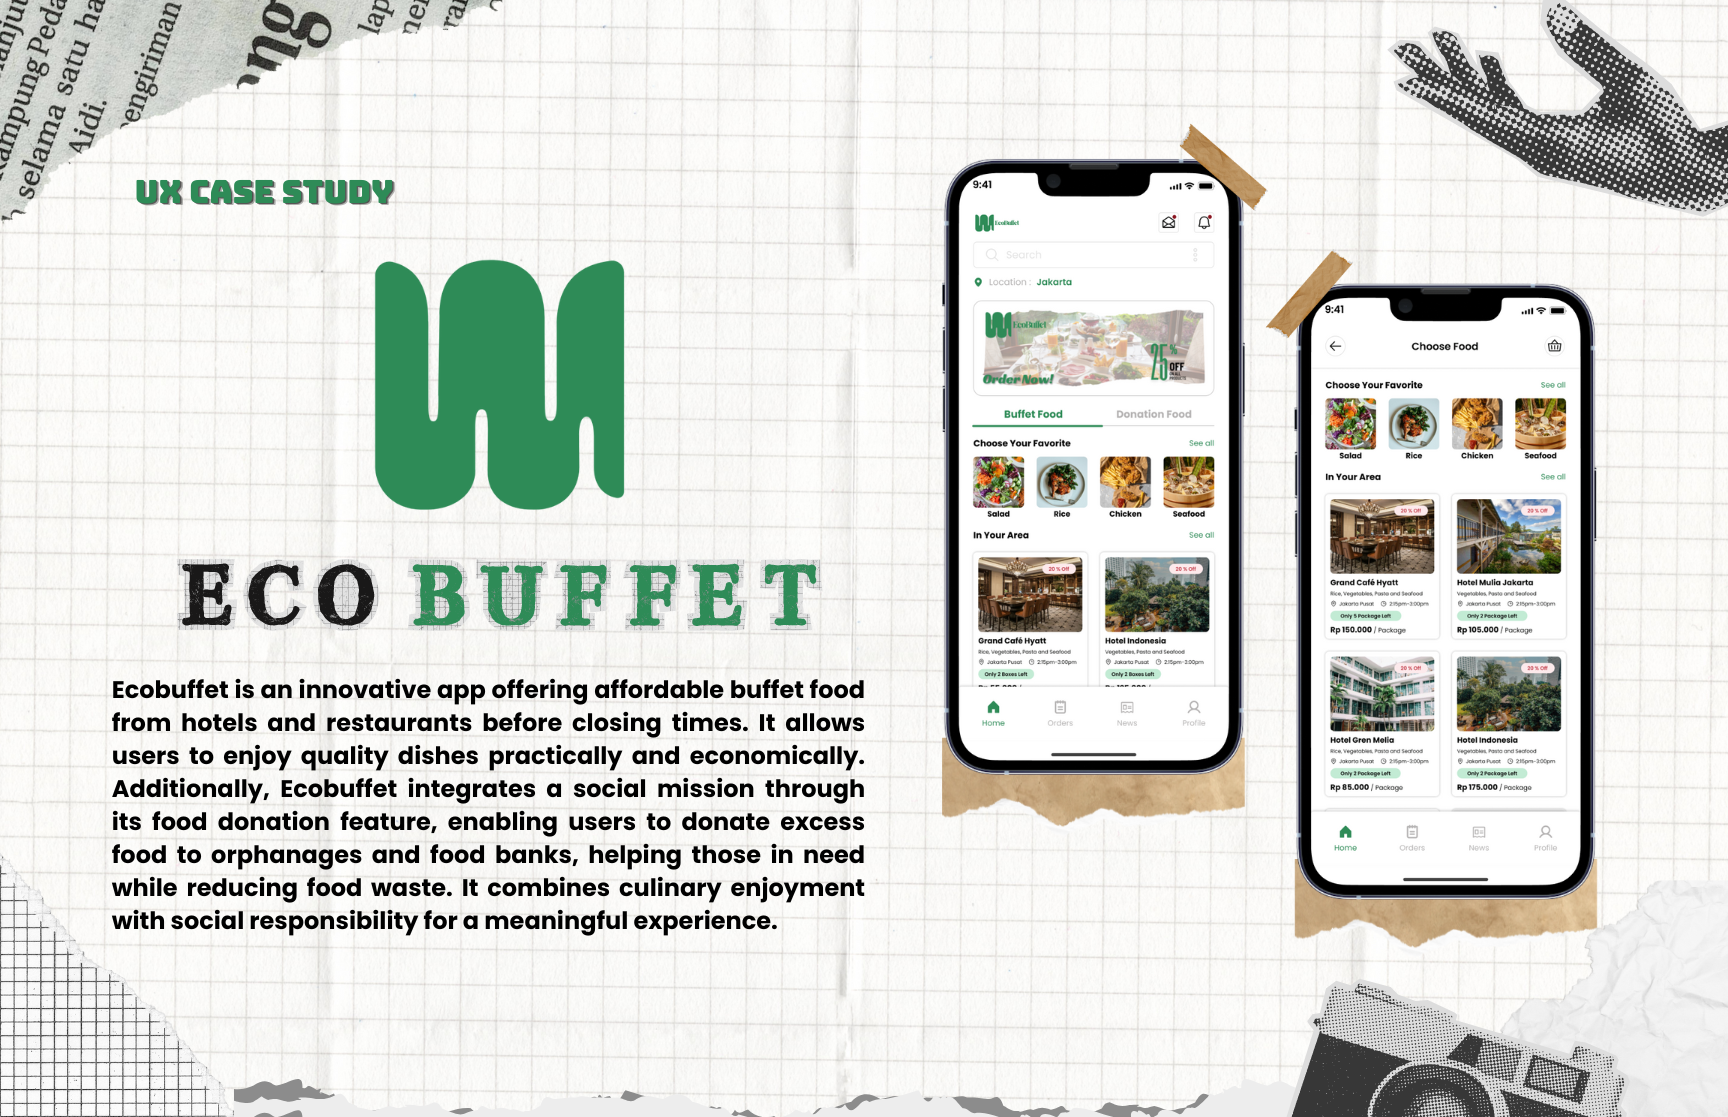 anju
Kampung Peda
selama satu ha
Aidi.
engiriman
ong
lap
UX CASE STUDY
ECO BUFFET
Ecobuffet is an innovative app offering affordable buffet food
from hotels and restaurants before closing times. It allows
users to enjoy quality dishes practically and economically.
Additionally, Ecobuffet integrates a social mission through
its food donation feature, enabling users to donate excess
food to orphanages and food banks, helping those in need
while reducing food waste. It combines culinary enjoyment
with social responsibility for a meaningful experience.
9:41
EcoBuffet
Search
Location : Jakarta
EcoBuffet
25% OFF
Order Now!
Buffet Food Donation Food
Choose Your Favorite See all
Salad Rice Chicken Seafood
In Your Area See all
20 % Off 20 % Off
Grand Café Hyatt Hotel Indonesia
Rice, Vegetables, Pasta and Seafood Vegetables, Pasta and Seafood
Jakarta Pusat 2:15pm-3:00pm Jakarta Pusat 2:15pm-3:00pm
Only 2 Boxes Left Only 2 Boxes Left
Home Orders News Profile
9:41
Choose Food
Choose Your Favorite See all
Salad Rice Chicken Seafood
In Your Area See all
20 % Off 20 % Off
Grand Café Hyatt Hotel Mulia Jakarta
Rice, Vegetables, Pasta and Seafood Vegetables, Pasta and Seafood
Jakarta Pusat 2:15pm-3:00pm Jakarta Pusat 2:15pm-3:00pm
Only 5 Package Left Only 2 Package Left
Rp 150.000 / Package Rp 105.000 / Package
20 % Off 20 % Off
Hotel Gren Melia Hotel Indonesia
Rice, Vegetables, Pasta and Seafood Vegetables, Pasta and Seafood
Jakarta Pusat 2:15pm-3:00pm Jakarta Pusat 2:15pm-3:00pm
Only 2 Package Left Only 2 Package Left
Rp 85.000 / Package Rp 175.000 / Package
Home Orders News Profile